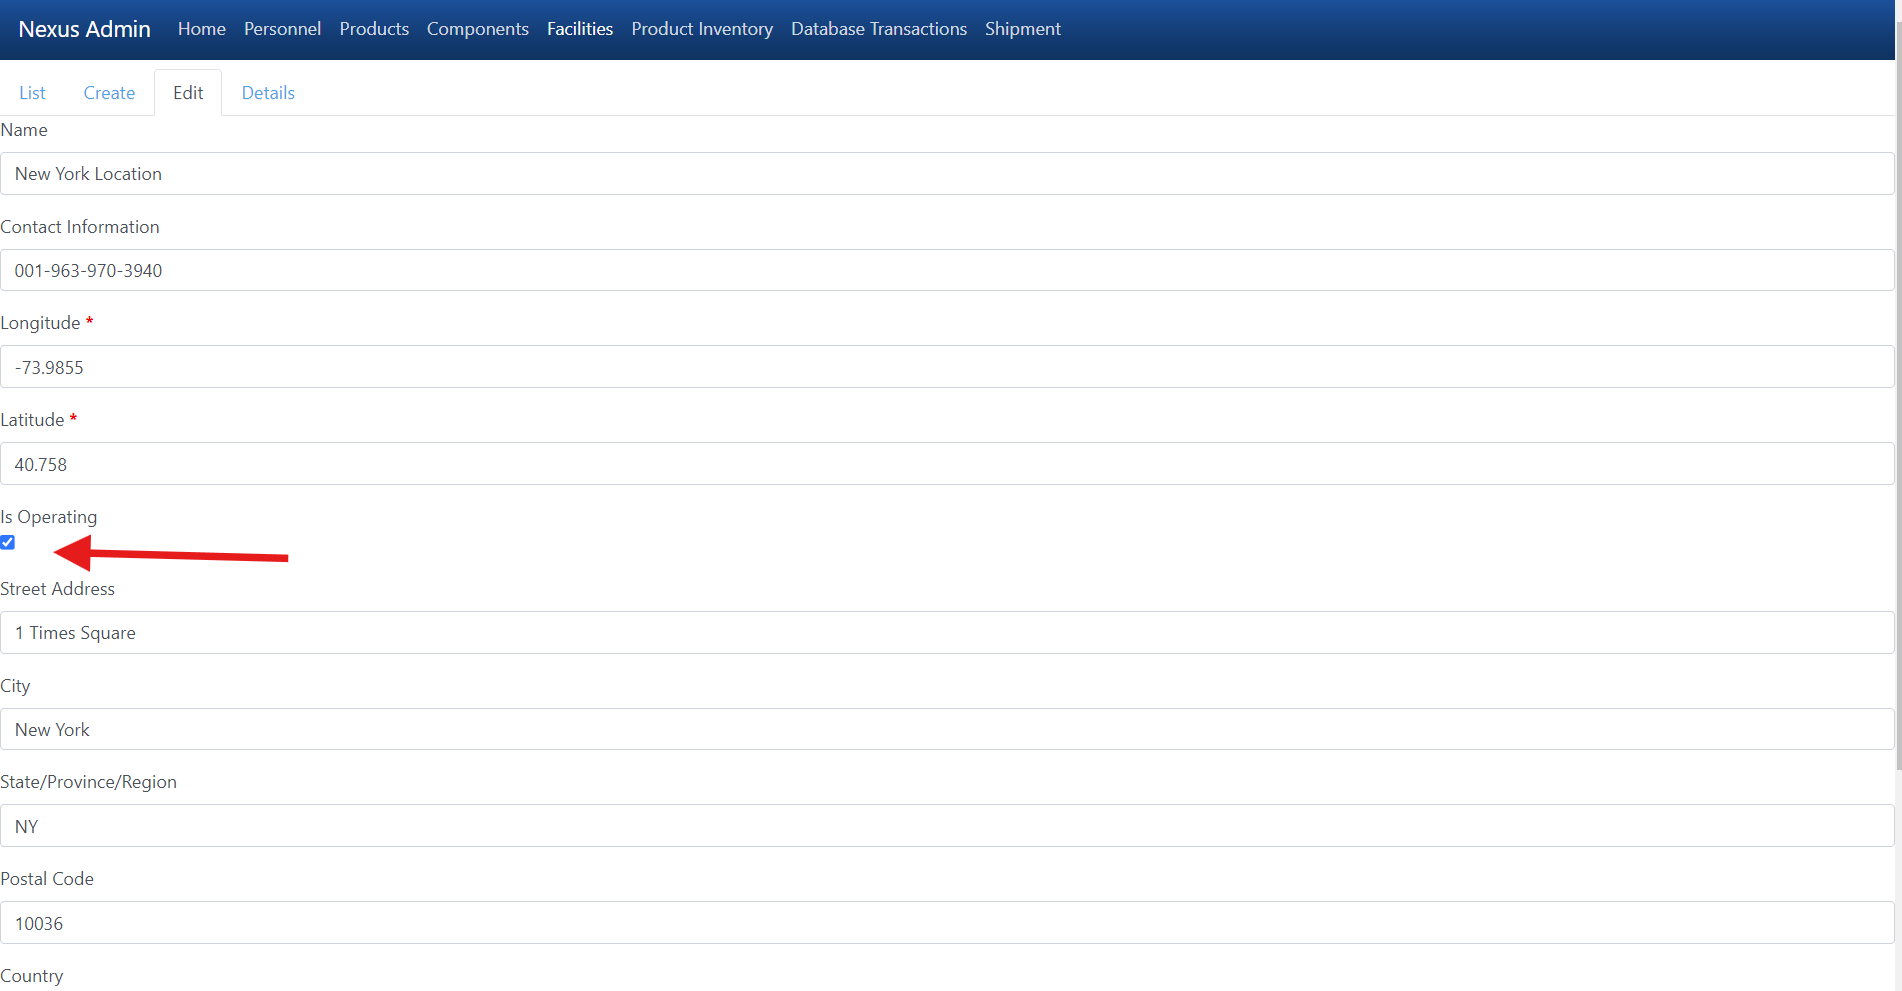 Nexus Admin Home Personnel Products Components Facilities Product Inventory Database Transactions Shipment
List Create Edit Details
Name
New York Location
Contact Information
001-963-970-3940
Longitude *
-73.9855
Latitude *
40.758
Is Operating
Street Address
1 Times Square
City
New York
State/Province/Region
NY
Postal Code
10036
Country